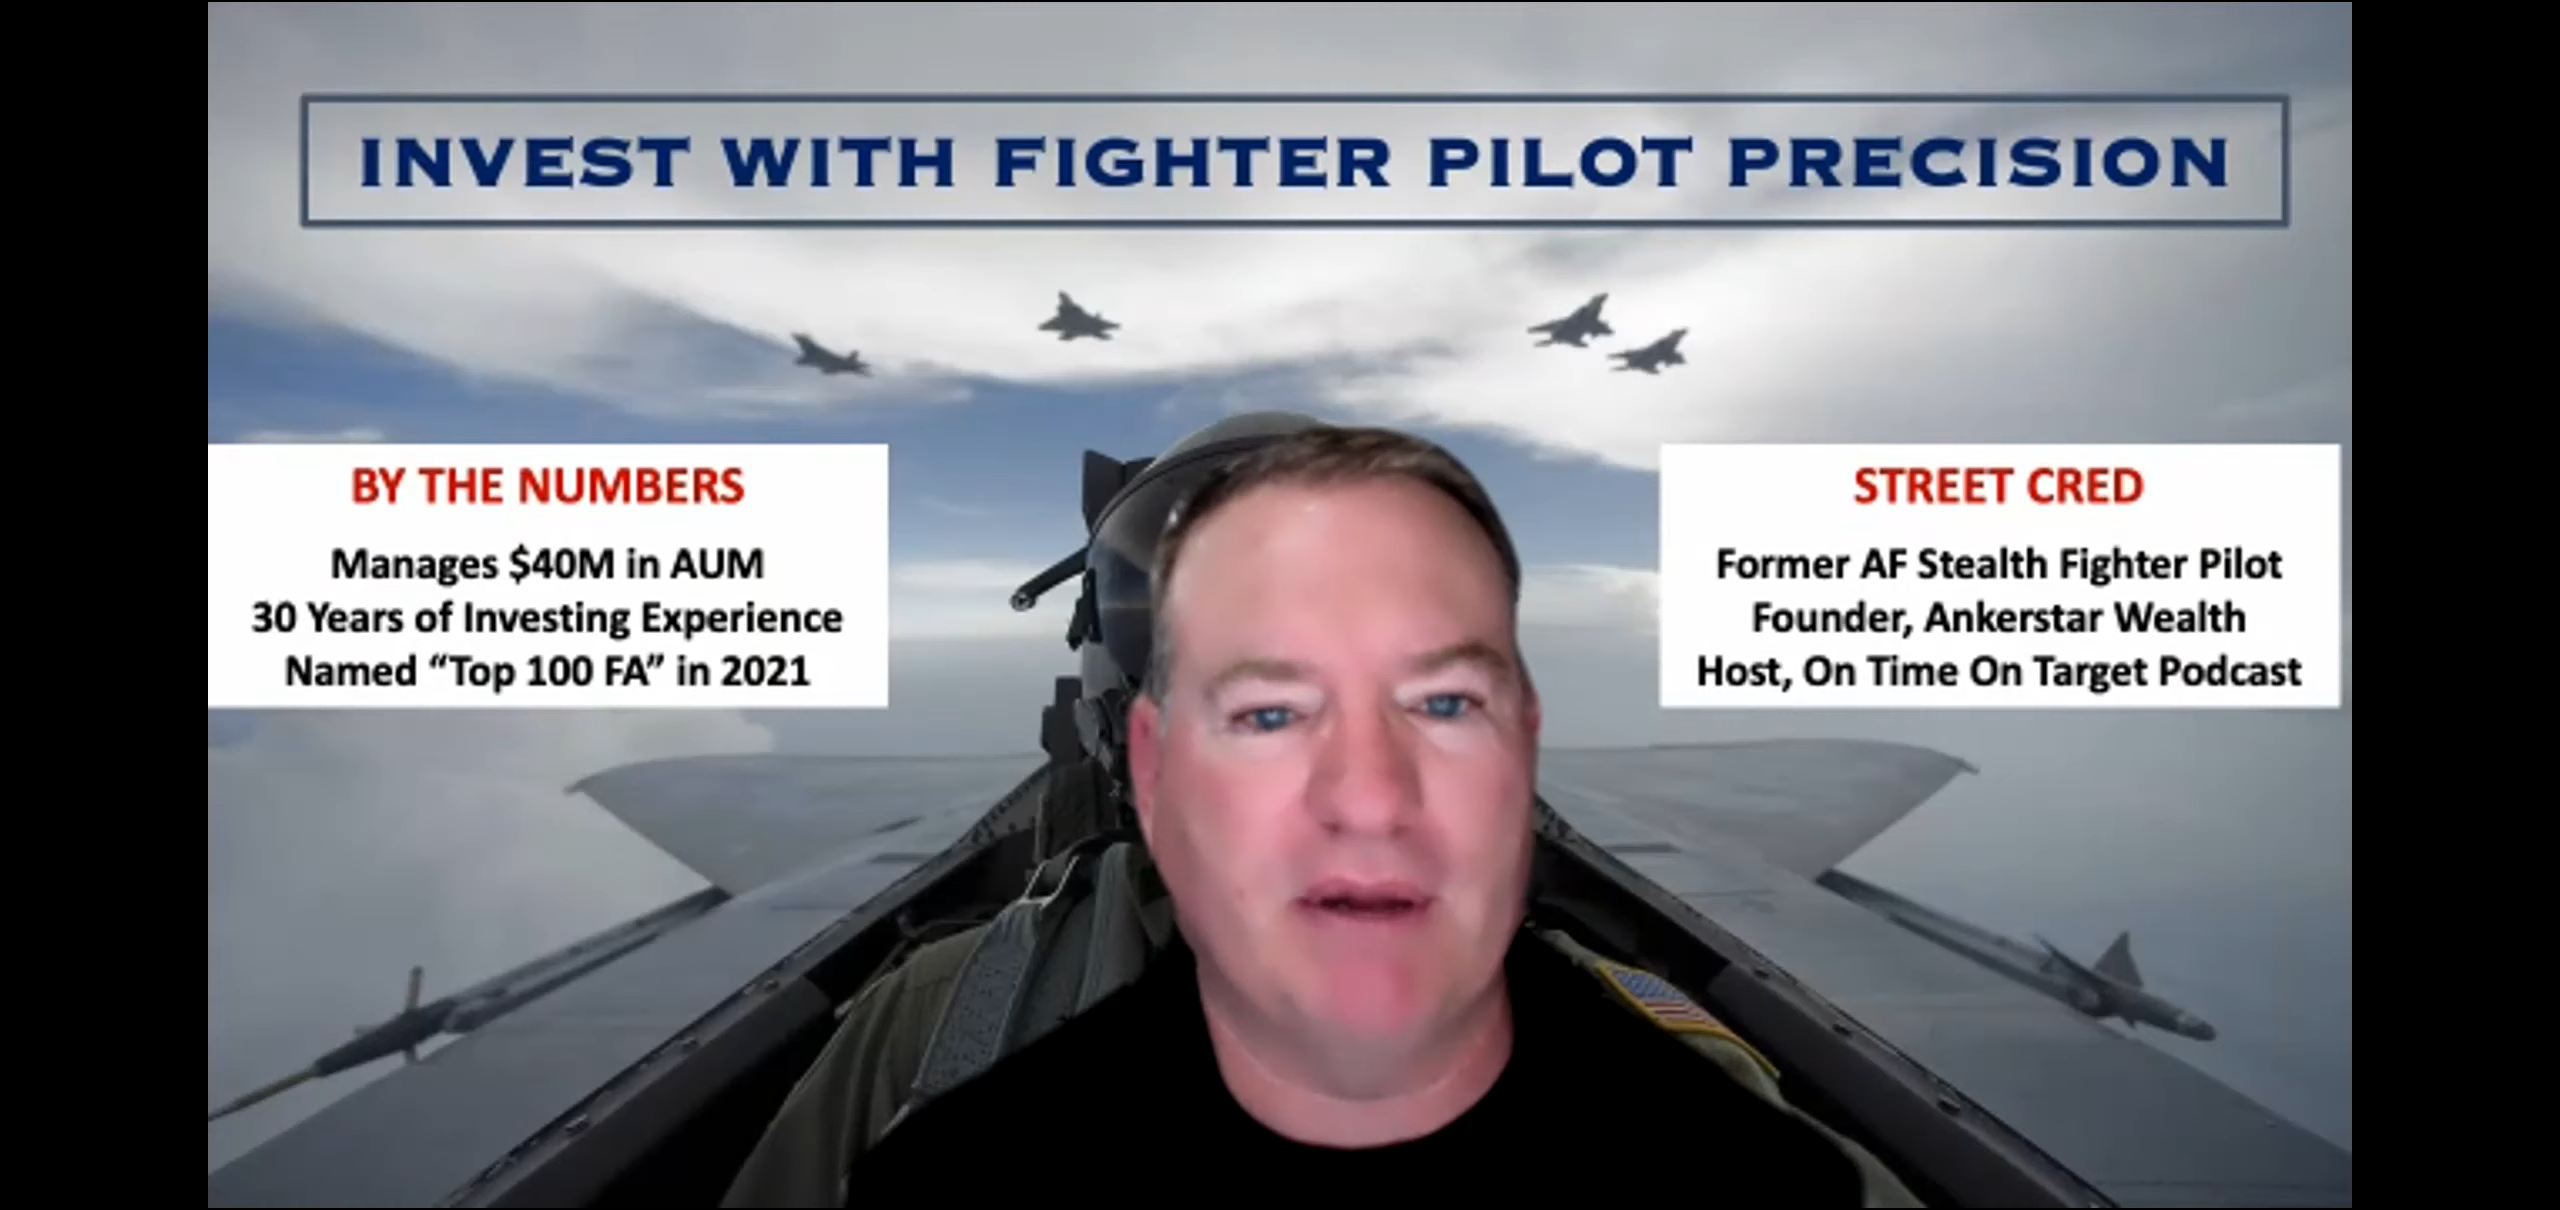 INVEST WITH FIGHTER PILOT PRECISION
BY THE NUMBERS
Manages $40M in AUM
30 Years of Investing Experience
Named “Top 100 FA” in 2021
STREET CRED
Former AF Stealth Fighter Pilot
Founder, Ankerstar Wealth
Host, On Time On Target Podcast